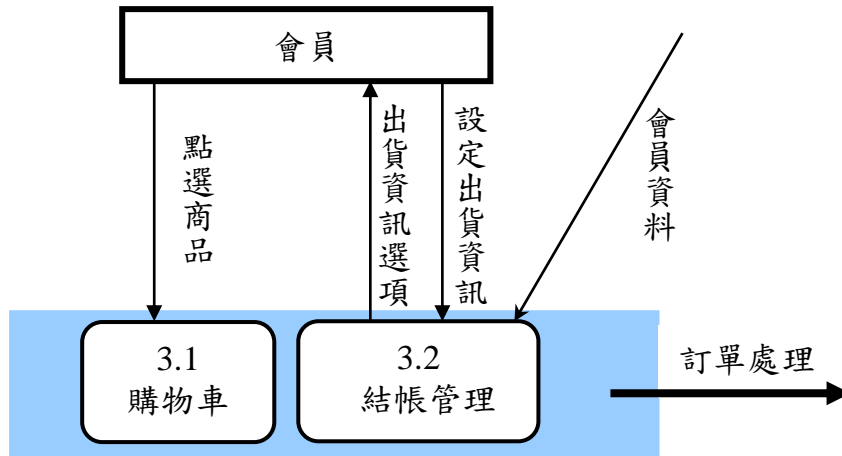 會員
點選商品
出貨資訊選項
設定出貨資訊
會員資料
3.1
購物車
3.2
結帳管理
訂單處理